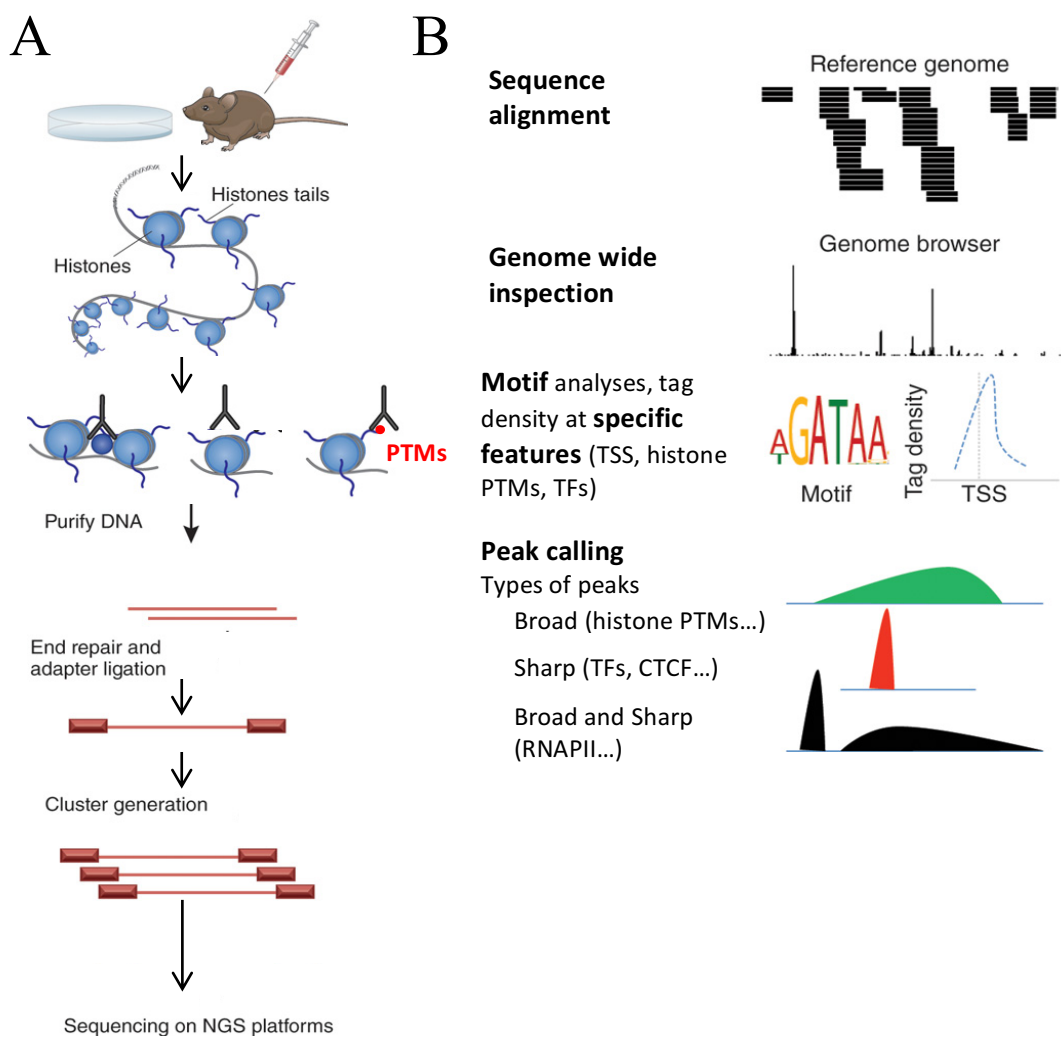 A
Histones tails
Histones
PTMs
Purify DNA
End repair and
adapter ligation
Cluster generation
Sequencing on NGS platforms
B
Sequence
alignment
Reference genome
Genome wide
inspection
Genome browser
Motif analyses, tag
density at specific
features (TSS, histone
PTMs, TFs)
AGATAA
Motif
Tag density
TSS
Peak calling
Types of peaks
Broad (histone PTMs...)
Sharp (TFs, CTCF...)
Broad and Sharp
(RNAPII...)